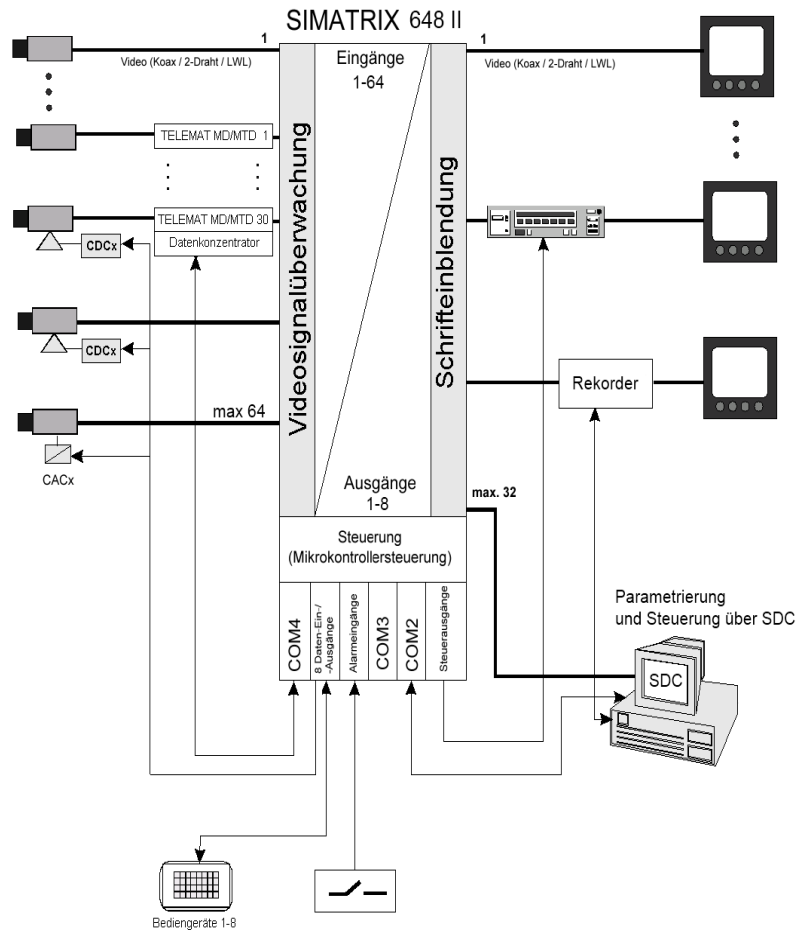 SIMATRIX 648 II
1
Video (Koax / 2-Draht / LWL)
Eingänge
1-64
1
Video (Koax / 2-Draht / LWL)
TELEMAT MD/MTD 1
TELEMAT MD/MTD 30
Datenkonzentrator
CDCx
CDCx
max 64
CACx
Videosignalüberwachung
Schrifteinblendung
Rekorder
Ausgänge
1-8
max. 32
Steuerung
(Mikrokontrollersteuerung)
COM4
8 Daten-Ein-/
-Ausgänge
Alarmeingänge
COM3
COM2
Steuerausgänge
Parametrierung
und Steuerung über SDC
SDC
Bediengeräte 1-8